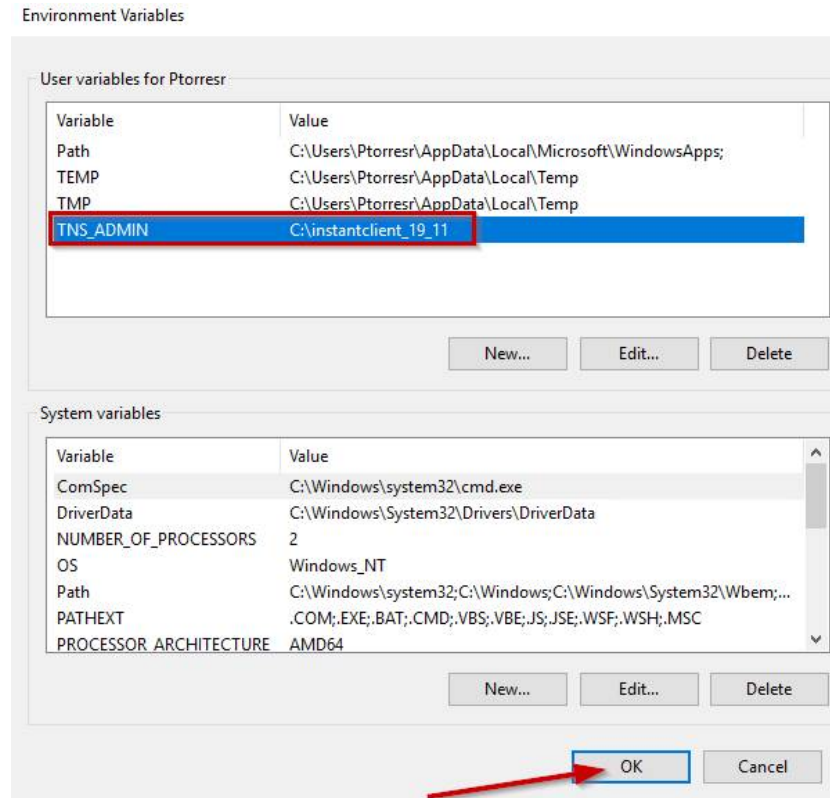 Environment Variables
User variables for Ptorresr
Variable Value
Path C:\Users\Ptorresr\AppData\Local\Microsoft\WindowsApps;
TEMP C:\Users\Ptorresr\AppData\Local\Temp
TMP C:\Users\Ptorresr\AppData\Local\Temp
TNS_ADMIN C:\instantclient_19_11
New... Edit... Delete
System variables
Variable Value
ComSpec C:\Windows\system32\cmd.exe
DriverData C:\Windows\System32\Drivers\DriverData
NUMBER_OF_PROCESSORS 2
OS Windows_NT
Path C:\Windows\system32;C:\Windows;C:\Windows\System32\Wbem;...
PATHEXT .COM;.EXE;.BAT;.CMD;.VBS;.VBE;.JS;.JSE;.WSF;.WSH;.MSC
PROCESSOR_ARCHITECTURE AMD64
New... Edit... Delete
OK Cancel